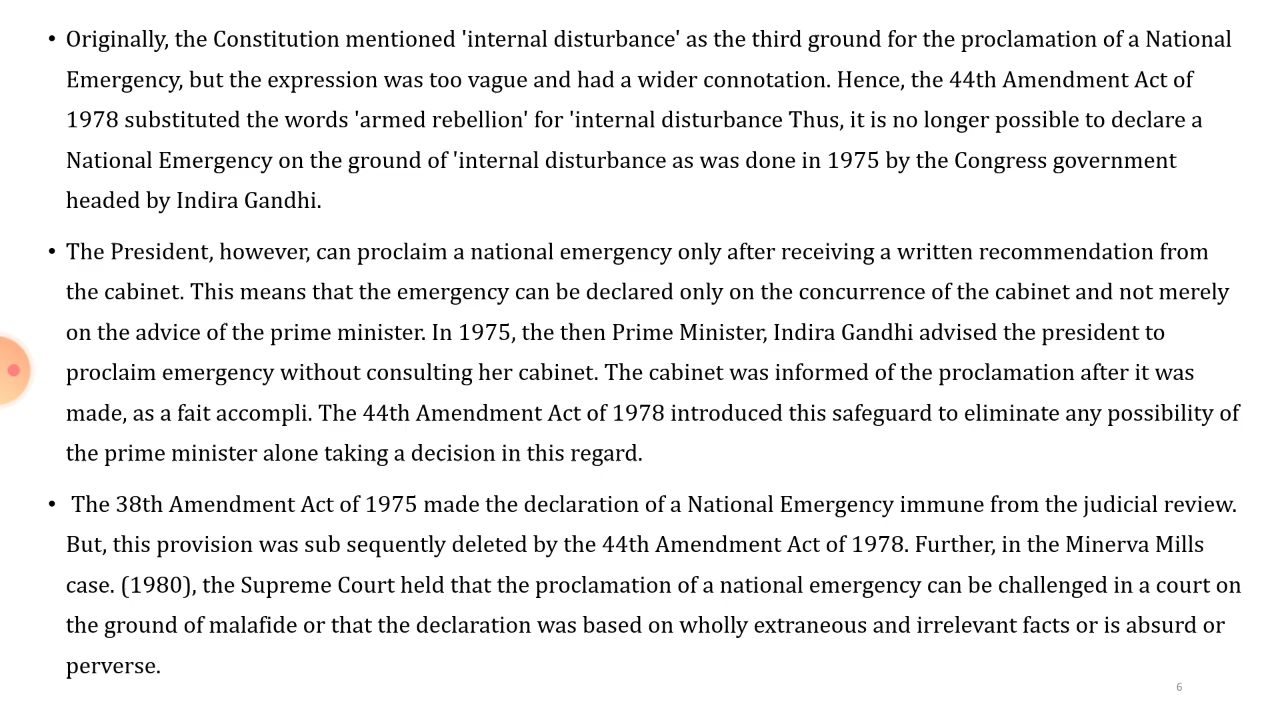 • Originally, the Constitution mentioned 'internal disturbance' as the third ground for the proclamation of a National
Emergency, but the expression was too vague and had a wider connotation. Hence, the 44th Amendment Act of
1978 substituted the words 'armed rebellion' for 'internal disturbance Thus, it is no longer possible to declare a
National Emergency on the ground of 'internal disturbance as was done in 1975 by the Congress government
headed by Indira Gandhi.
• The President, however, can proclaim a national emergency only after receiving a written recommendation from
the cabinet. This means that the emergency can be declared only on the concurrence of the cabinet and not merely
on the advice of the prime minister. In 1975, the then Prime Minister, Indira Gandhi advised the president to
proclaim emergency without consulting her cabinet. The cabinet was informed of the proclamation after it was
made, as a fait accompli. The 44th Amendment Act of 1978 introduced this safeguard to eliminate any possibility of
the prime minister alone taking a decision in this regard.
• The 38th Amendment Act of 1975 made the declaration of a National Emergency immune from the judicial review.
But, this provision was sub sequently deleted by the 44th Amendment Act of 1978. Further, in the Minerva Mills
case. (1980), the Supreme Court held that the proclamation of a national emergency can be challenged in a court on
the ground of malafide or that the declaration was based on wholly extraneous and irrelevant facts or is absurd or
perverse.
6